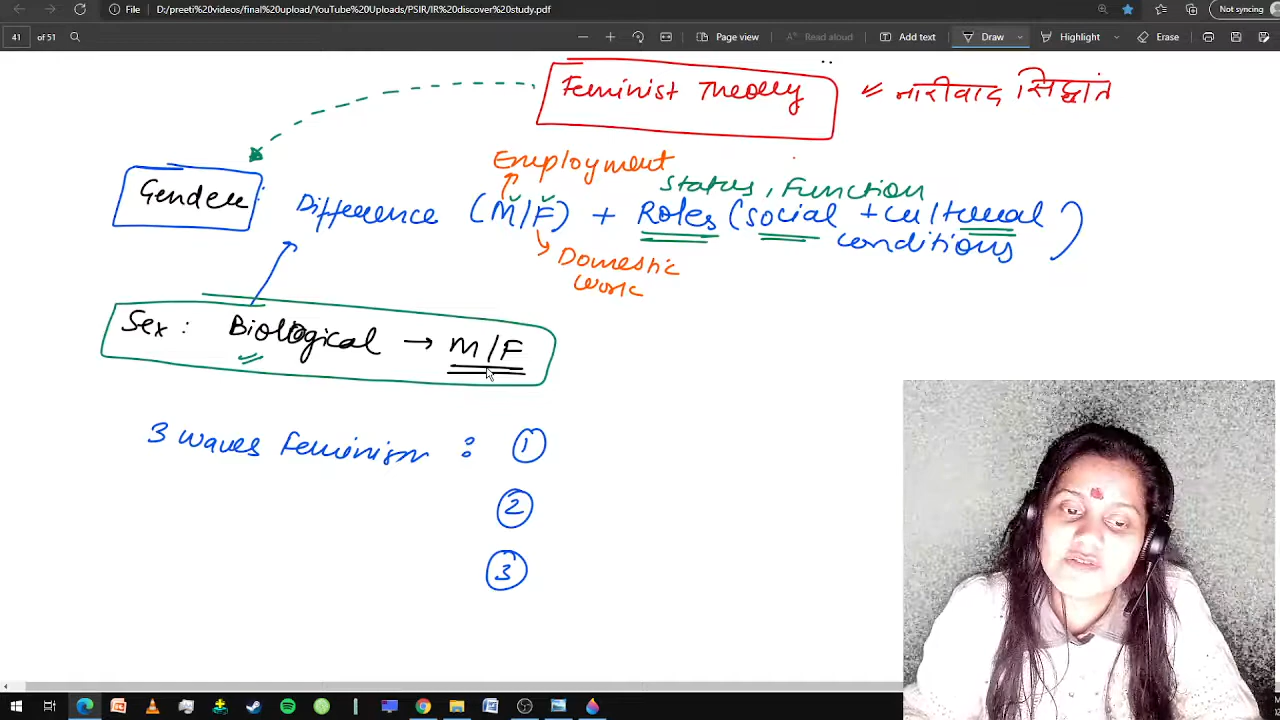 File D:/preeti%20videos/final%20upload/YouTube%20Uploads/PSIR/IR%20discover%20study.pdf Not syncing
41 of 51 Page view Read aloud Add text Draw Highlight Erase
Feminist Theory नारीवाद सिद्धांत
Employment
Status, Function
Gender: Difference (M/F) + Roles (social + cultural conditions)
Domestic work
Sex: Biological → M/F
3 waves Feminism : 1
2
3